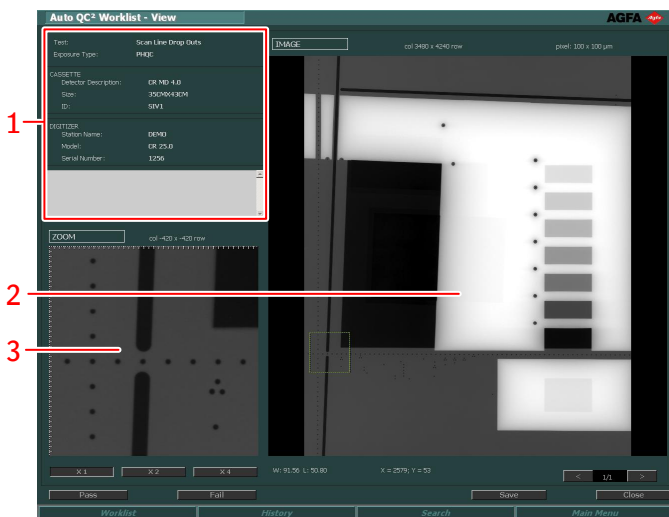 Auto QC² Worklist - View
AGFA
Test: Scan Line Drop Outs
Exposure Type: PHQC
CASSETTE
Detector Description: CR MD 4.0
Size: 35CMX43CM
ID: SIV1
DIGITIZER
Station Name: DEMO
Model: CR 25.0
Serial Number: 1256
IMAGE
col 3480 x 4240 row
pixel: 100 x 100 µm
1
ZOOM
col -420 x -420 row
2
3
X 1
X 2
X 4
W: 91.56 L: 50.80
X = 2579; Y = 53
< 1/1 >
Pass
Fail
Save
Close
Worklist
History
Search
Main Menu